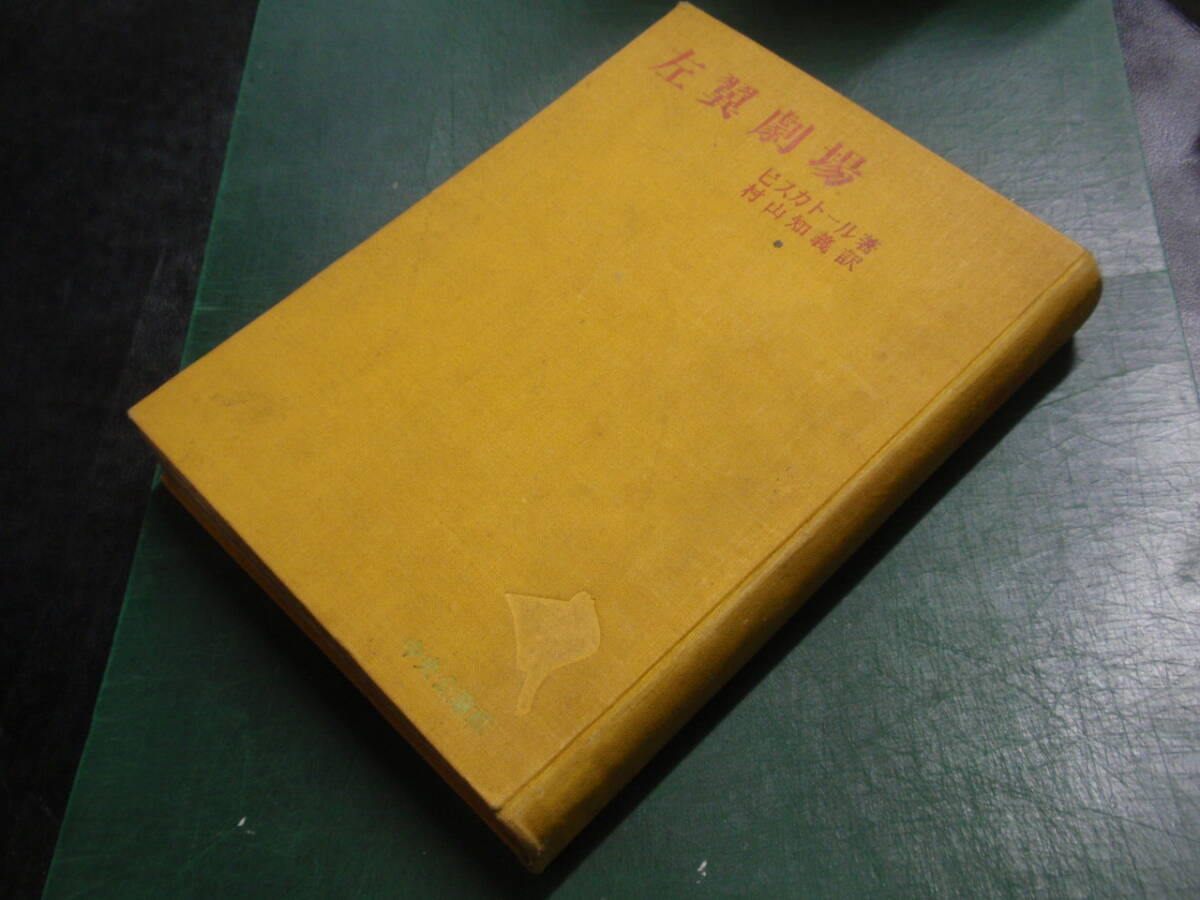 左翼劇場
ピスカトール著
村山知義訳
中央公論社